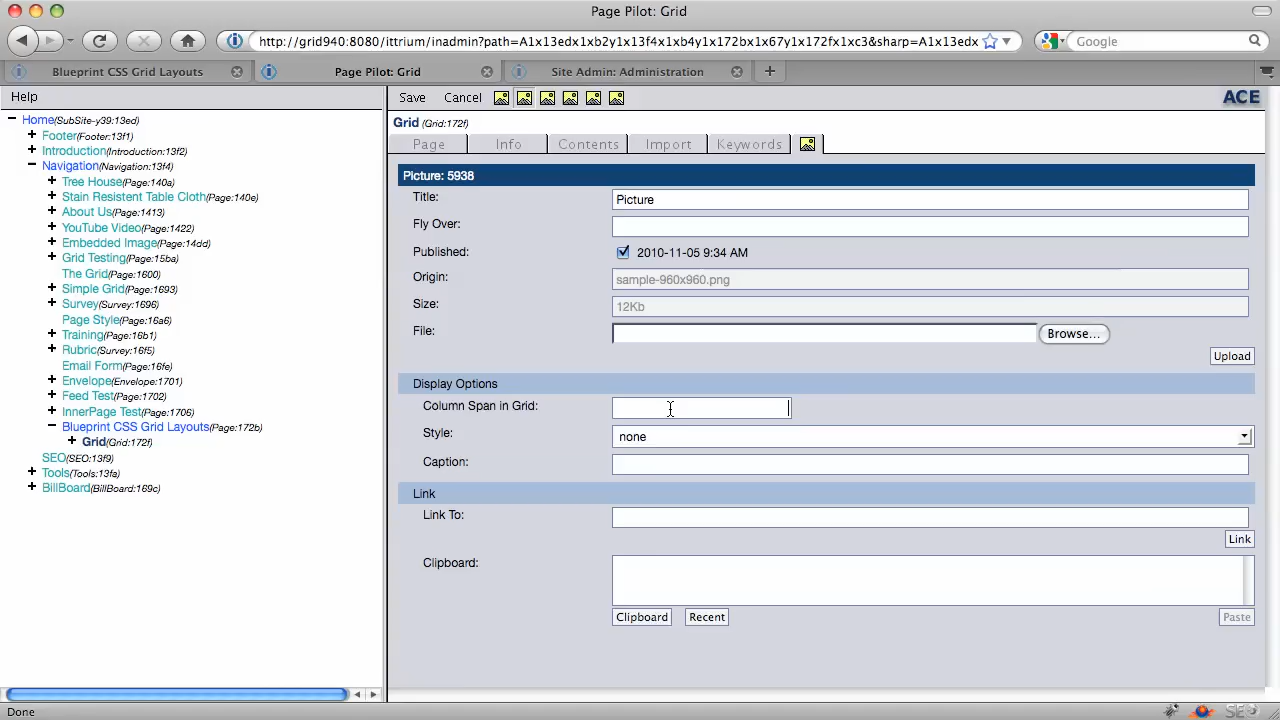 Page Pilot: Grid
http://grid940:8080/ittrium/inadmin?path=A1x13edx1xb2y1x13f4x1xb4y1x172bx1x67y1x172fx1xc3&sharp=A1x13edx
Google
Blueprint CSS Grid Layouts
Page Pilot: Grid
Site Admin: Administration
Help
Save
Cancel
ACE
Home(SubSite-y39:13ed)
Footer(Footer:13f1)
Introduction(Introduction:13f2)
Navigation(Navigation:13f4)
Tree House(Page:140a)
Stain Resistent Table Cloth(Page:140e)
About Us(Page:1413)
YouTube Video(Page:1422)
Embedded Image(Page:14dd)
Grid Testing(Page:15ba)
The Grid(Page:1600)
Simple Grid(Page:1693)
Survey(Survey:1696)
Page Style(Page:16a6)
Training(Page:16b1)
Rubric(Survey:16f5)
Email Form(Page:16fe)
Envelope(Envelope:1701)
Feed Test(Page:1702)
InnerPage Test(Page:1706)
Blueprint CSS Grid Layouts(Page:172b)
Grid(Grid:172f)
SEO(SEO:13f9)
Tools(Tools:13fa)
BillBoard(BillBoard:169c)
Grid (Grid:172f)
Page
Info
Contents
Import
Keywords
Picture: 5938
Title:
Picture
Fly Over:
Published:
2010-11-05 9:34 AM
Origin:
sample-960x960.png
Size:
12Kb
File:
Browse...
Upload
Display Options
Column Span in Grid:
Style:
none
Caption:
Link
Link To:
Link
Clipboard:
Clipboard
Recent
Paste
Done